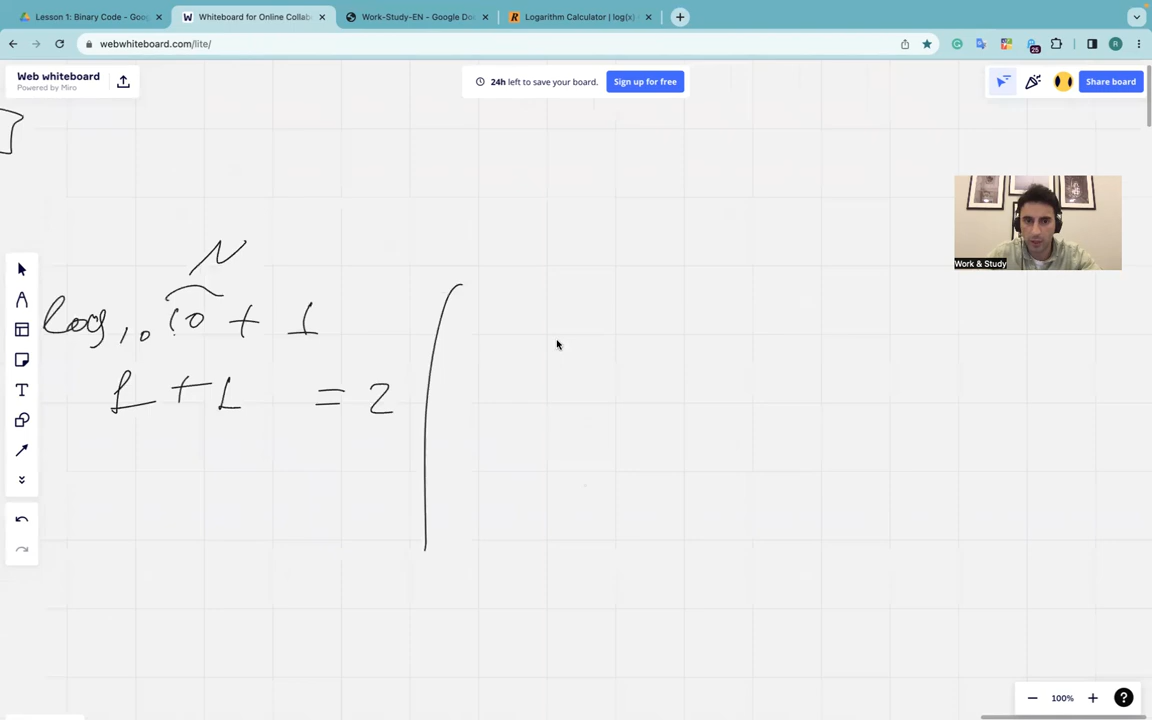 Lesson 1: Binary Code - Goo
Whiteboard for Online Collab
Work-Study-EN - Google Do
Logarithm Calculator | log(x)
webwhiteboard.com/lite/
25
R
Web whiteboard
Powered by Miro
24h left to save your board.
Sign up for free
Share board
Work & Study
N
log10 10 + 1
1 + 1 = 2
T
100%
?